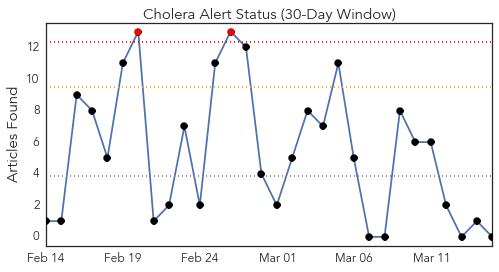 Cholera Alert Status (30-Day Window)
Articles Found
12
10
8
6
4
2
0
Feb 14 Feb 19 Feb 24 Mar 01 Mar 06 Mar 11